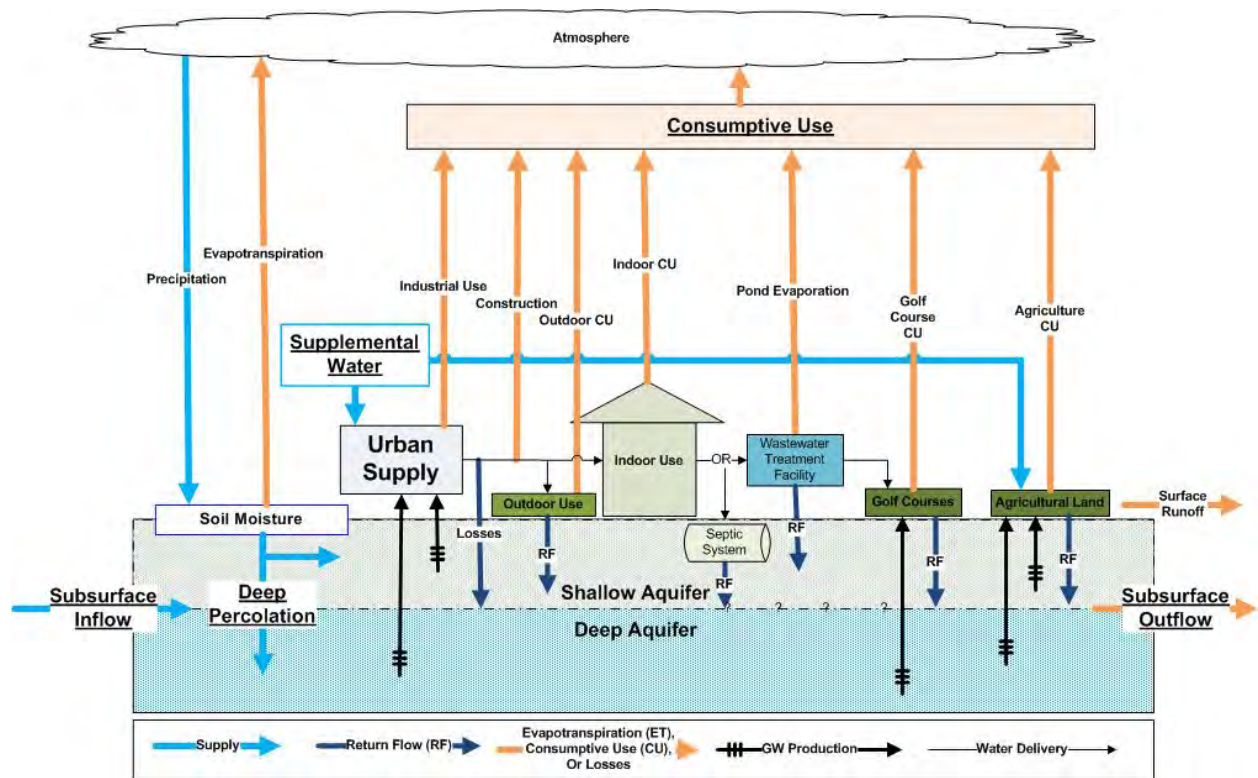 Atmosphere
Consumptive Use
Evapotranspiration
Precipitation
Industrial Use
Construction
Outdoor CU
Indoor CU
Pond Evaporation
Golf
Course
CU
Agriculture
CU
Supplemental
Water
Urban
Supply
Indoor Use
OR
Wastewater
Treatment
Facility
Outdoor Use
Golf Courses
Agricultural Land
Surface
Runoff
Soil Moisture
Losses
RF
Septic
System
RF
RF
RF
RF
Shallow Aquifer
Subsurface
Inflow
Deep
Percolation
? ? ? ?
Deep Aquifer
Subsurface
Outflow
Supply
Return Flow (RF)
Evapotranspiration (ET),
Consumptive Use (CU),
Or Losses
GW Production
Water Delivery